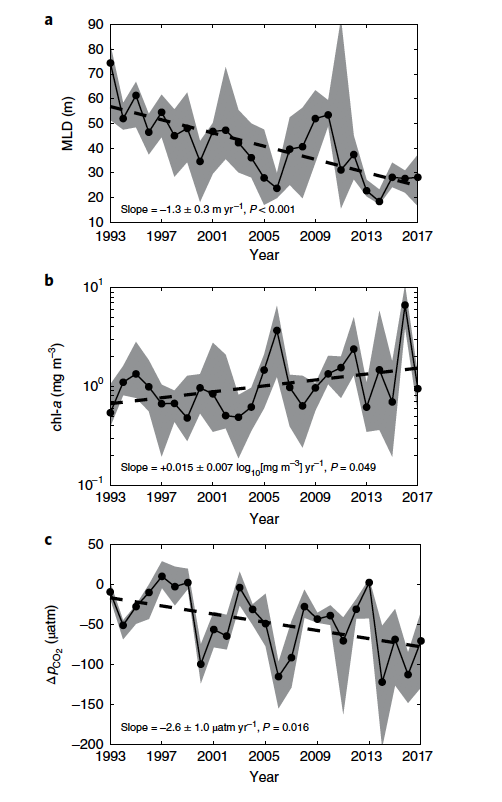 a
90
80
70
60
50
40
30
20
10
MLD (m)
Slope = −1.3 ± 0.3 m yr⁻¹, P < 0.001
1993 1997 2001 2005 2009 2013 2017
Year
b
10¹
10⁰
10⁻¹
chl-a (mg m⁻³)
Slope = +0.015 ± 0.007 log₁₀[mg m⁻³] yr⁻¹, P = 0.049
1993 1997 2001 2005 2009 2013 2017
Year
c
50
0
−50
−100
−150
−200
Δp_CO₂ (µatm)
Slope = −2.6 ± 1.0 µatm yr⁻¹, P = 0.016
1993 1997 2001 2005 2009 2013 2017
Year